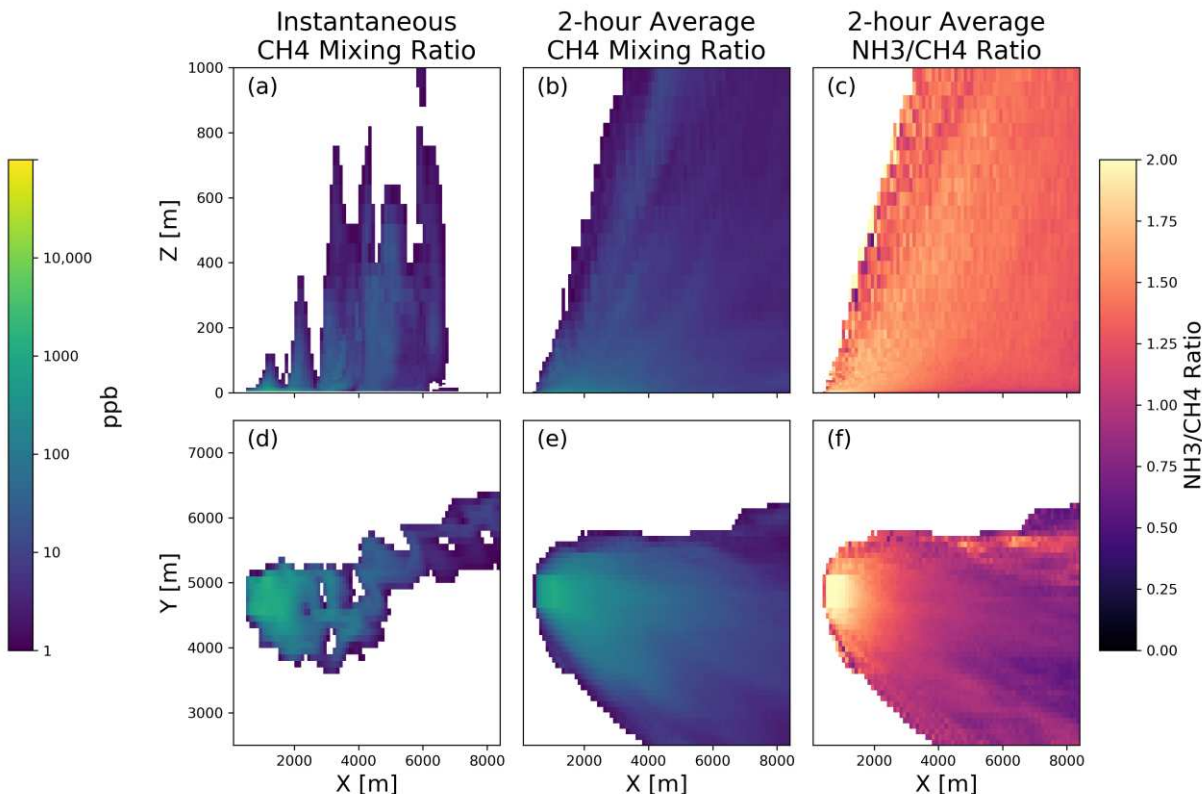 Instantaneous
CH4 Mixing Ratio
2-hour Average
CH4 Mixing Ratio
2-hour Average
NH3/CH4 Ratio
(a)
(b)
(c)
1000
800
600
400
200
0
Z [m]
10,000
1000
100
10
1
ppb
2.00
1.75
1.50
1.25
1.00
0.75
0.50
0.25
0.00
NH3/CH4 Ratio
(d)
(e)
(f)
7000
6000
5000
4000
3000
Y [m]
2000 4000 6000 8000
2000 4000 6000 8000
2000 4000 6000 8000
X [m]
X [m]
X [m]